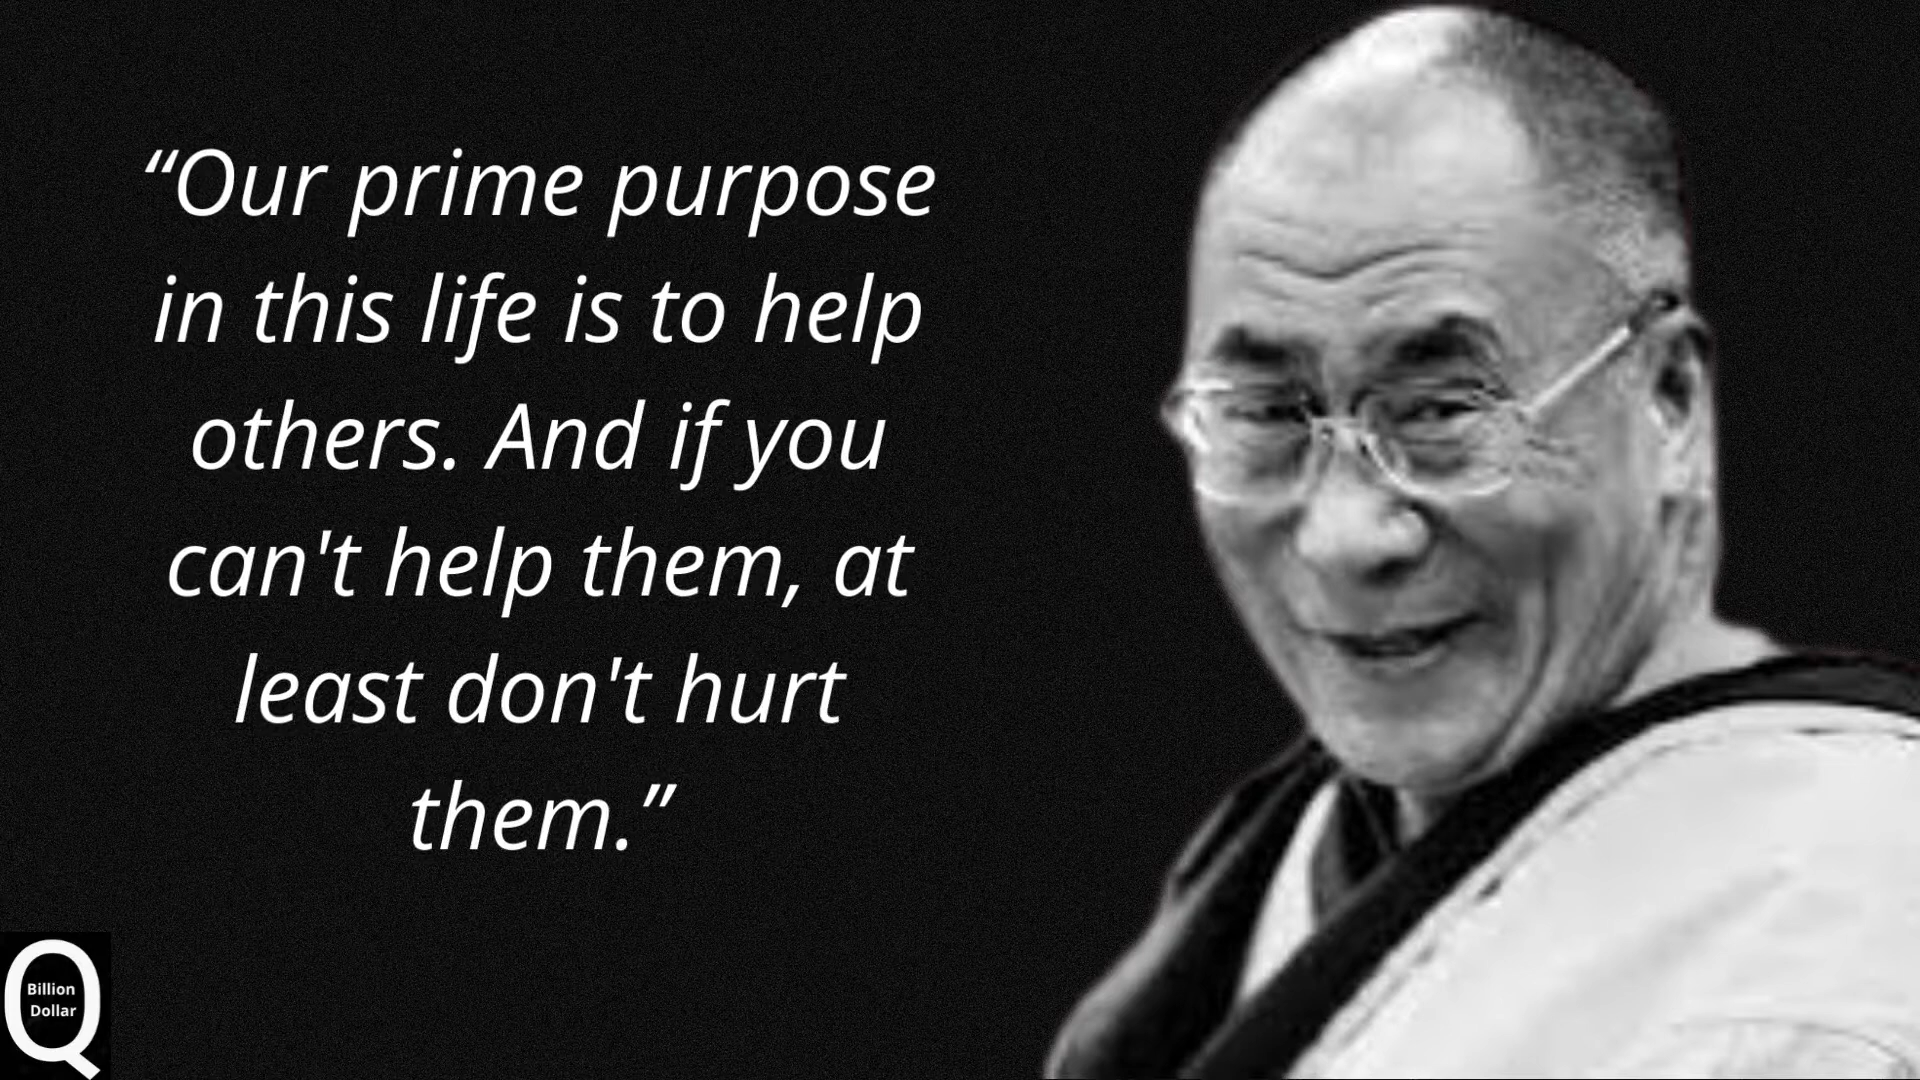 “Our prime purpose
in this life is to help
others. And if you
can't help them, at
least don't hurt
them.”
Q
Billion
Dollar